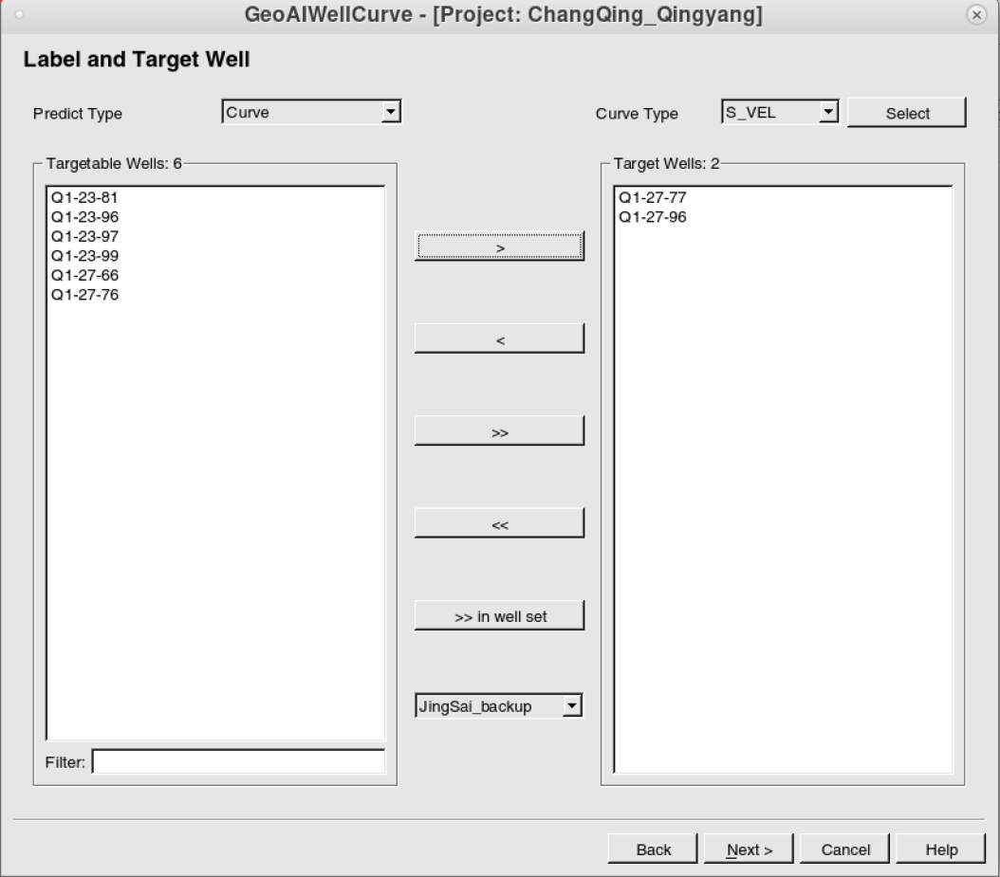 GeoAIWellCurve - [Project: ChangQing_Qingyang]
Label and Target Well
Predict Type Curve Curve Type S_VEL Select
Targetable Wells: 6
Q1-23-81
Q1-23-96
Q1-23-97
Q1-23-99
Q1-27-66
Q1-27-76
Filter:
>
<
>>
<<
>> in well set
JingSai_backup
Target Wells: 2
Q1-27-77
Q1-27-96
Back Next > Cancel Help